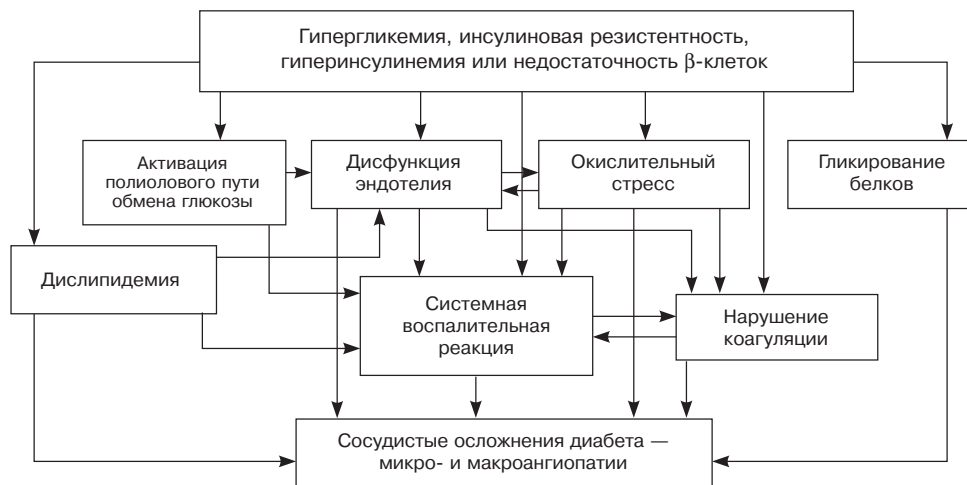 Гипергликемия, инсулиновая резистентность,
гиперинсулинемия или недостаточность β-клеток
Активация
полиолового пути
обмена глюкозы
Дисфункция
эндотелия
Окислительный
стресс
Гликирование
белков
Дислипидемия
Системная
воспалительная
реакция
Нарушение
коагуляции
Сосудистые осложнения диабета —
микро- и макроангиопатии